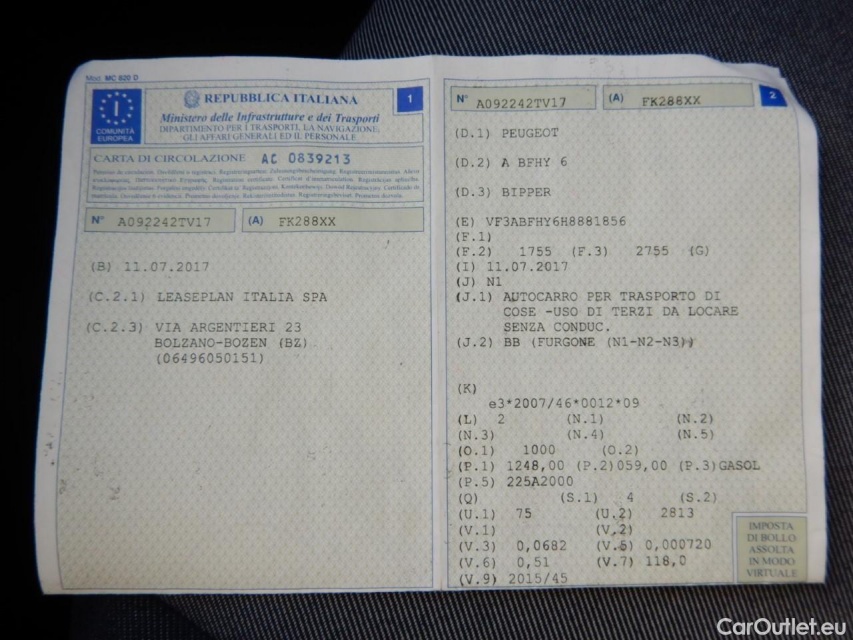 Mod. MC 820 D
COMUNITÀ
EUROPEA
REPUBBLICA ITALIANA
1
Ministero delle Infrastrutture e dei Trasporti
DIPARTIMENTO PER I TRASPORTI, LA NAVIGAZIONE,
GLI AFFARI GENERALI ED IL PERSONALE
CARTA DI CIRCOLAZIONE AC 0839213
N° A092242TV17 (A) FK288XX
(B) 11.07.2017
(C.2.1) LEASEPLAN ITALIA SPA
(C.2.3) VIA ARGENTIERI 23
BOLZANO-BOZEN (BZ)
(06496050151)
N° A092242TV17 (A) FK288XX
2
(D.1) PEUGEOT
(D.2) A BFHY 6
(D.3) BIPPER
(E) VF3ABFHY6H8881856
(F.1)
(F.2) 1755 (F.3) 2755 (G)
(I) 11.07.2017
(J) N1
(J.1) AUTOCARRO PER TRASPORTO DI
COSE -USO DI TERZI DA LOCARE
SENZA CONDUC.
(J.2) BB (FURGONE (N1-N2-N3))
(K)
e3*2007/46*0012*09
(L) 2 (N.1) (N.2)
(N.3) (N.4) (N.5)
(O.1) 1000 (O.2)
(P.1) 1248,00 (P.2)059,00 (P.3)GASOL
(P.5) 225A2000
(Q) (S.1) 4 (S.2)
(U.1) 75 (U.2) 2813
(V.1) (V.2)
(V.3) 0,0682 (V.5) 0,000720
(V.6) 0,51 (V.7) 118,0
(V.9) 2015/45
IMPOSTA
DI BOLLO
ASSOLTA
IN MODO
VIRTUALE
CarOutlet.eu